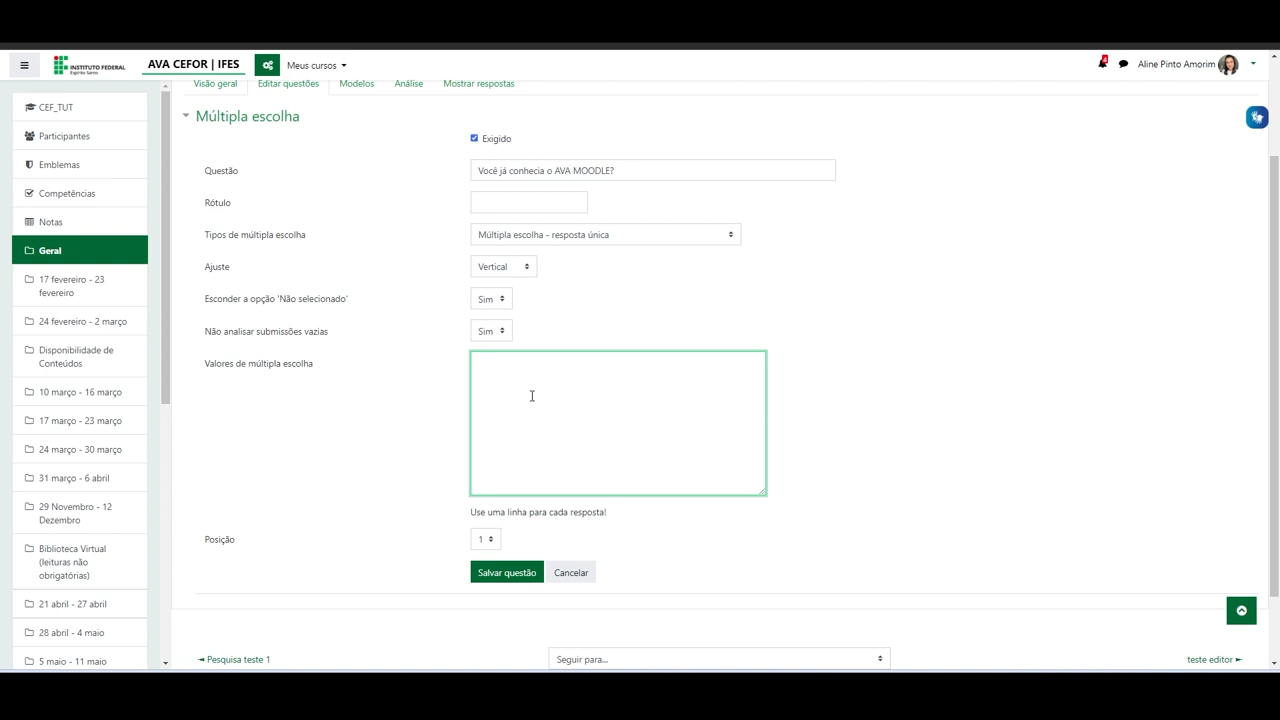 INSTITUTO FEDERAL
Espírito Santo
AVA CEFOR | IFES
Meus cursos
4
Aline Pinto Amorim
CEF_TUT
Participantes
Emblemas
Competências
Notas
Geral
17 fevereiro - 23
fevereiro
24 fevereiro - 2 março
Disponibilidade de
Conteúdos
10 março - 16 março
17 março - 23 março
24 março - 30 março
31 março - 6 abril
29 Novembro - 12
Dezembro
Biblioteca Virtual
(leituras não
obrigatórias)
21 abril - 27 abril
28 abril - 4 maio
5 maio - 11 maio
Visão geral
Editar questões
Modelos
Análise
Mostrar respostas
Múltipla escolha
Exigido
Questão
Você já conhecia o AVA MOODLE?
Rótulo
Tipos de múltipla escolha
Múltipla escolha - resposta única
Ajuste
Vertical
Esconder a opção 'Não selecionado'
Sim
Não analisar submissões vazias
Sim
Valores de múltipla escolha
Use uma linha para cada resposta!
Posição
1
Salvar questão
Cancelar
◄ Pesquisa teste 1
Seguir para...
teste editor ►